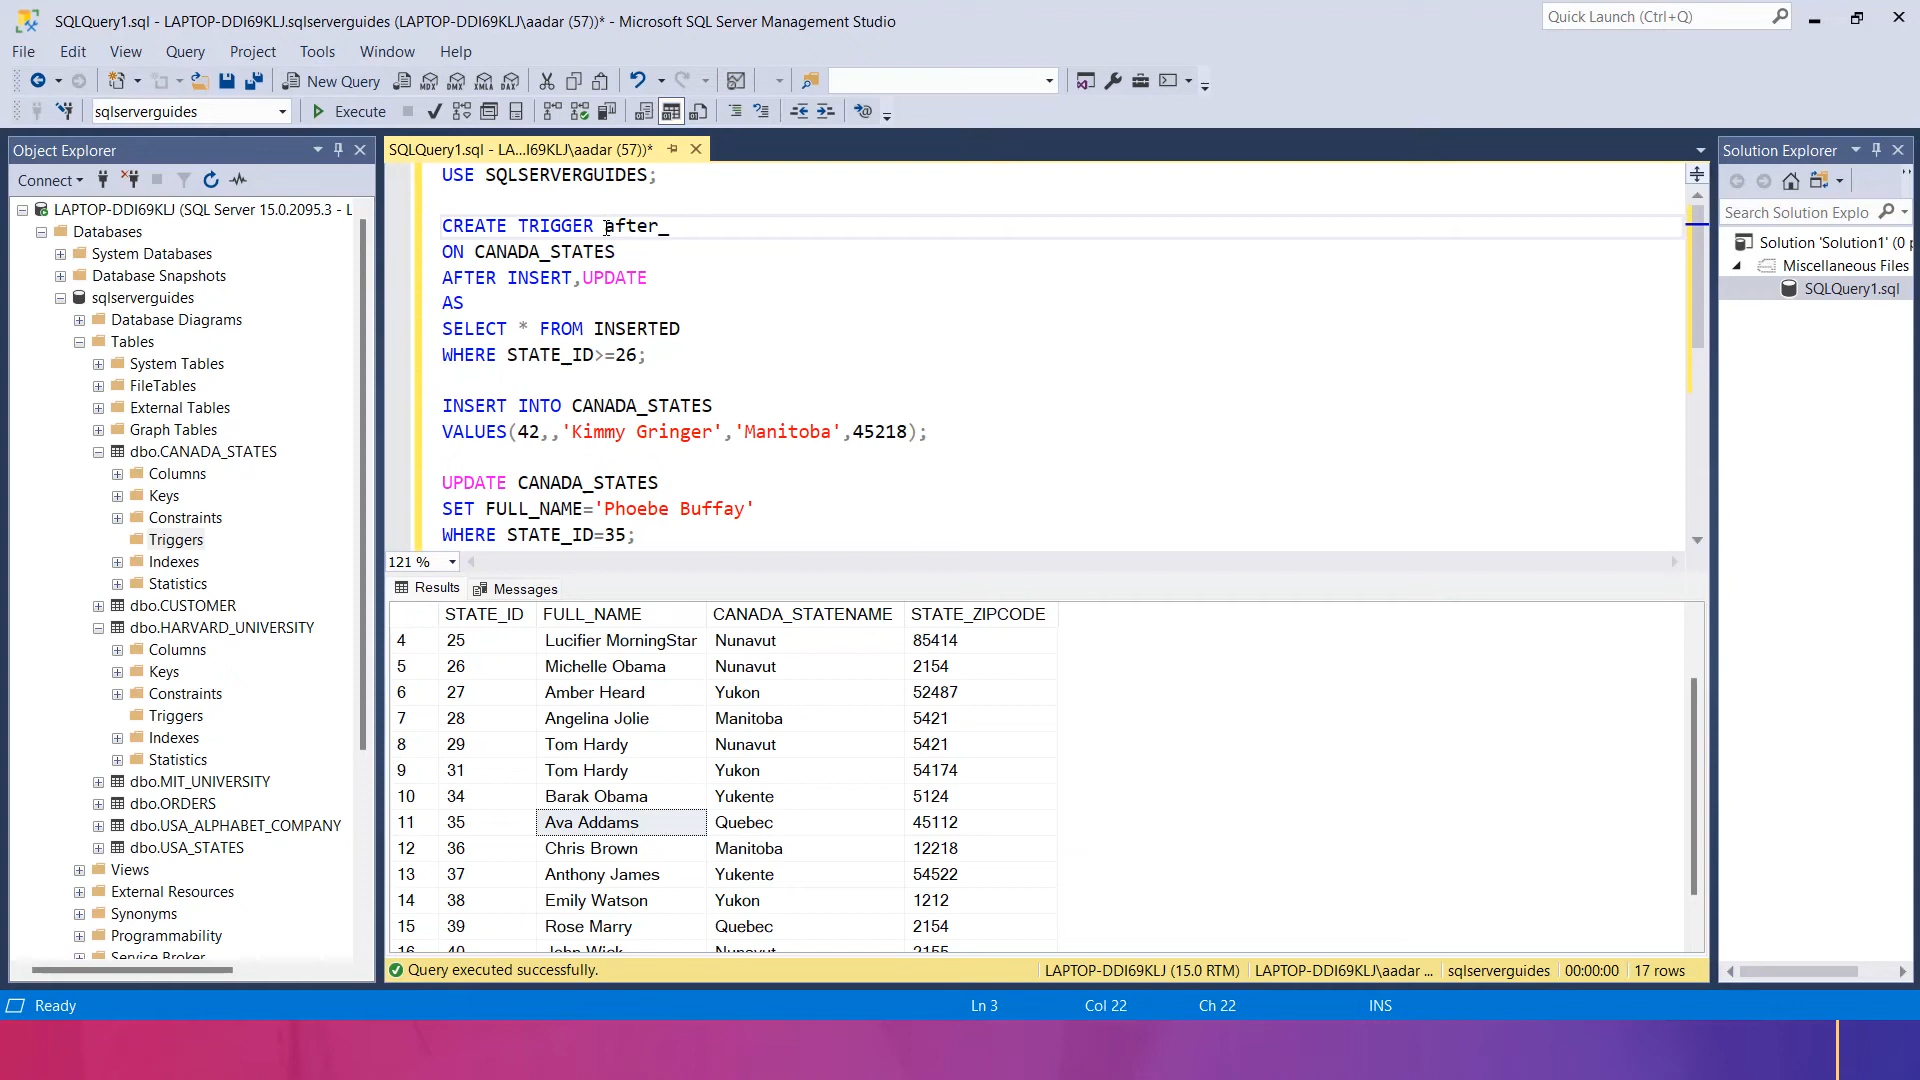 SQLQuery1.sql - LAPTOP-DDI69KLJ.sqlserverguides (LAPTOP-DDI69KLJ\aadar (57))* - Microsoft SQL Server Management Studio
Quick Launch (Ctrl+Q)
File Edit View Query Project Tools Window Help
New Query
MDX DMX XMLA DAX
sqlserverguides
Execute
Object Explorer
Connect
LAPTOP-DDI69KLJ (SQL Server 15.0.2095.3 - L
Databases
System Databases
Database Snapshots
sqlserverguides
Database Diagrams
Tables
System Tables
FileTables
External Tables
Graph Tables
dbo.CANADA_STATES
Columns
Keys
Constraints
Triggers
Indexes
Statistics
dbo.CUSTOMER
dbo.HARVARD_UNIVERSITY
Columns
Keys
Constraints
Triggers
Indexes
Statistics
dbo.MIT_UNIVERSITY
dbo.ORDERS
dbo.USA_ALPHABET_COMPANY
dbo.USA_STATES
Views
External Resources
Synonyms
Programmability
Service Broker
SQLQuery1.sql - LA...I69KLJ\aadar (57))*
USE SQLSERVERGUIDES;
CREATE TRIGGER after_
ON CANADA_STATES
AFTER INSERT,UPDATE
AS
SELECT * FROM INSERTED
WHERE STATE_ID>=26;
INSERT INTO CANADA_STATES
VALUES(42,,'Kimmy Gringer','Manitoba',45218);
UPDATE CANADA_STATES
SET FULL_NAME='Phoebe Buffay'
WHERE STATE_ID=35;
121 %
Results Messages
STATE_ID FULL_NAME CANADA_STATENAME STATE_ZIPCODE
4 25 Lucifier MorningStar Nunavut 85414
5 26 Michelle Obama Nunavut 2154
6 27 Amber Heard Yukon 52487
7 28 Angelina Jolie Manitoba 5421
8 29 Tom Hardy Nunavut 5421
9 31 Tom Hardy Yukon 54174
10 34 Barak Obama Yukente 5124
11 35 Ava Addams Quebec 45112
12 36 Chris Brown Manitoba 12218
13 37 Anthony James Yukente 54522
14 38 Emily Watson Yukon 1212
15 39 Rose Marry Quebec 2154
16 40 John Wick Nunavut 2155
Query executed successfully.
LAPTOP-DDI69KLJ (15.0 RTM) LAPTOP-DDI69KLJ\aadar ... sqlserverguides 00:00:00 17 rows
Solution Explorer
Search Solution Explo
Solution 'Solution1' (0 p
Miscellaneous Files
SQLQuery1.sql
Ready
Ln 3 Col 22 Ch 22 INS